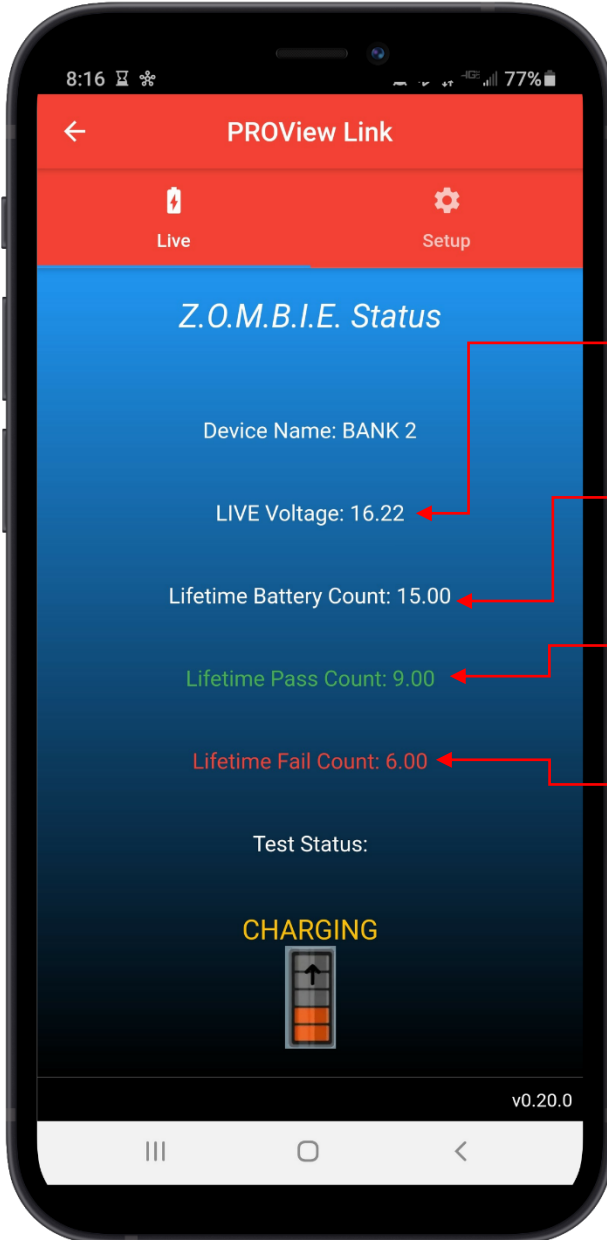 8:16 77%
PROView Link
Live Setup
Z.O.M.B.I.E. Status
Device Name: BANK 2
LIVE Voltage: 16.22
Lifetime Battery Count: 15.00
Lifetime Pass Count: 9.00
Lifetime Fail Count: 6.00
Test Status:
CHARGING
v0.20.0